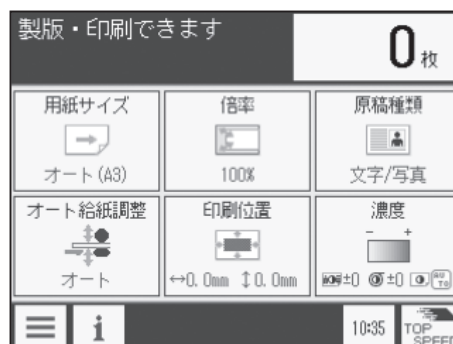 製版・印刷できます
0枚
用紙サイズ
オート(A3)
倍率
100%
原稿種類
文字/写真
オート給紙調整
オート
印刷位置
↔0.0mm ↕0.0mm
濃度
- +
±0 ±0 AUTO
i
10:35
TOP
SPEED